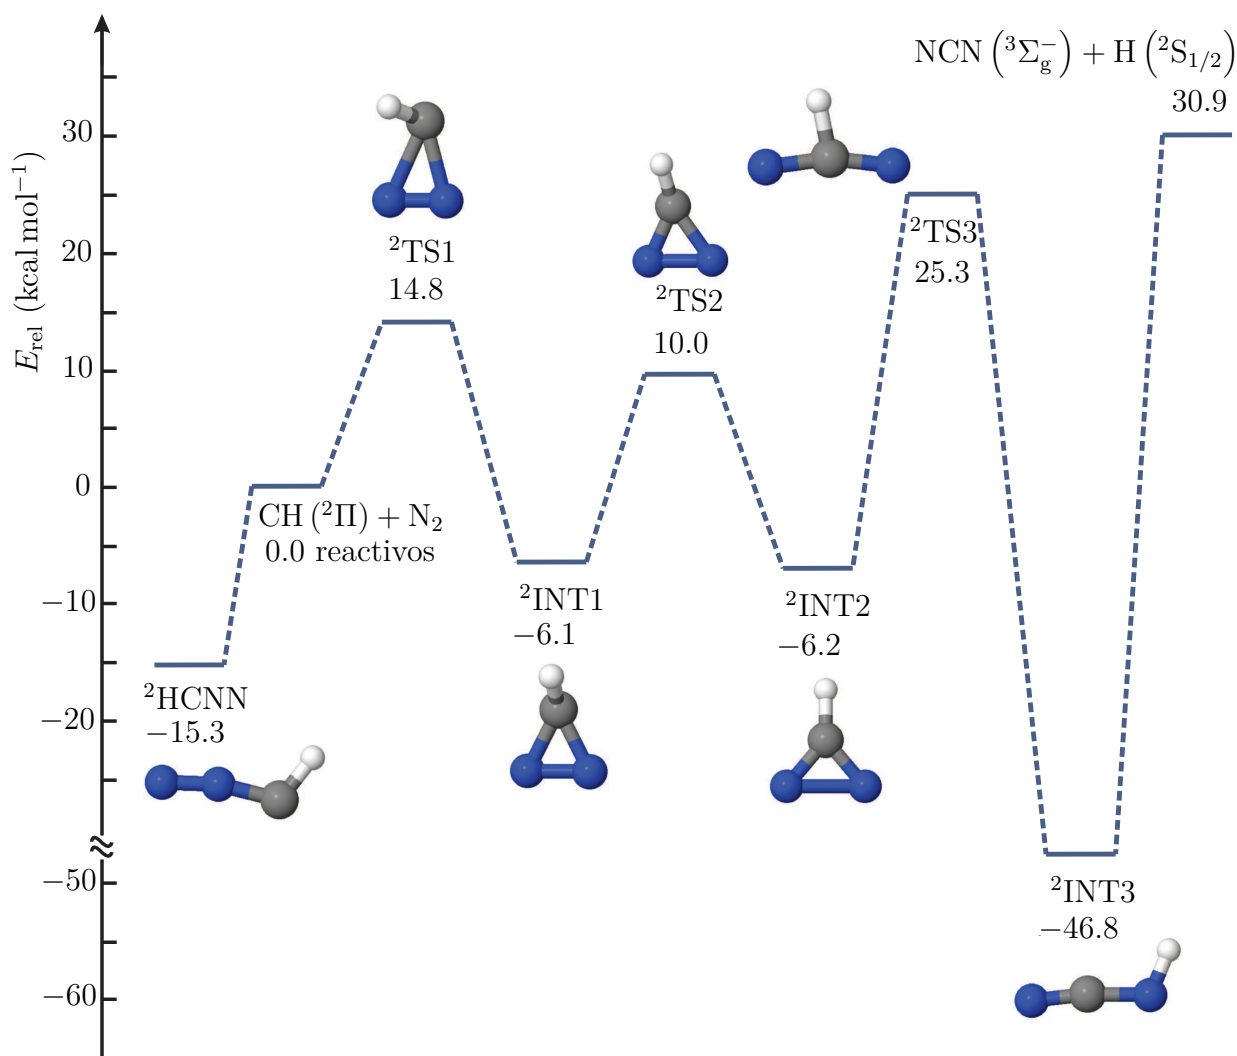 NCN (³Σg⁻) + H (²S1/2)
30.9
30
20
10
0
−10
−20
−50
−60
Erel (kcal mol⁻¹)
²TS1
14.8
²TS2
10.0
²TS3
25.3
CH (²Π) + N₂
0.0 reactivos
²INT1
−6.1
²INT2
−6.2
²HCNN
−15.3
²INT3
−46.8